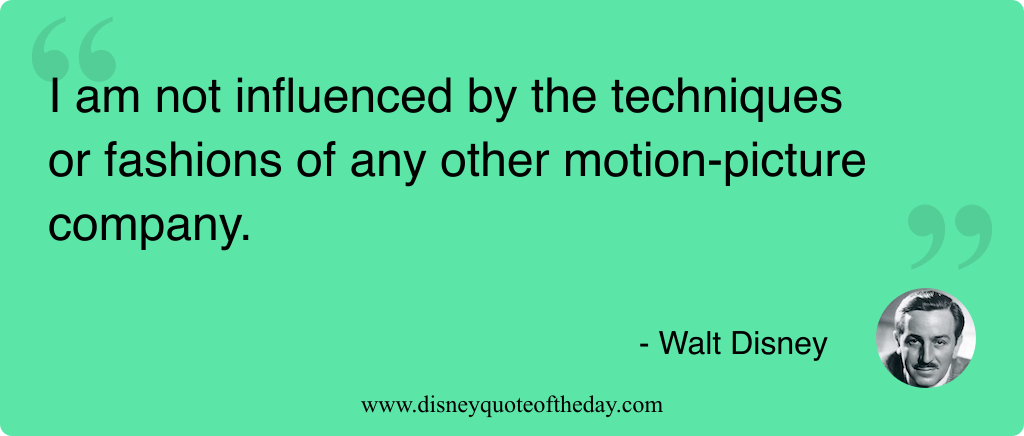 I am not influenced by the techniques
or fashions of any other motion-picture
company.
- Walt Disney
www.disneyquoteoftheday.com